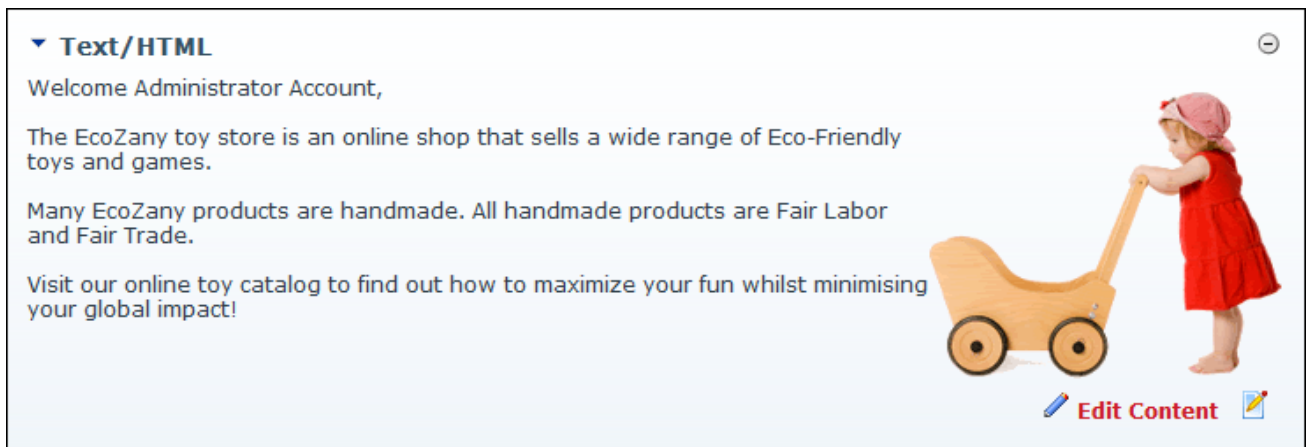 Text/HTML
Welcome Administrator Account,
The EcoZany toy store is an online shop that sells a wide range of Eco-Friendly
toys and games.
Many EcoZany products are handmade. All handmade products are Fair Labor
and Fair Trade.
Visit our online toy catalog to find out how to maximize your fun whilst minimising
your global impact!
Edit Content